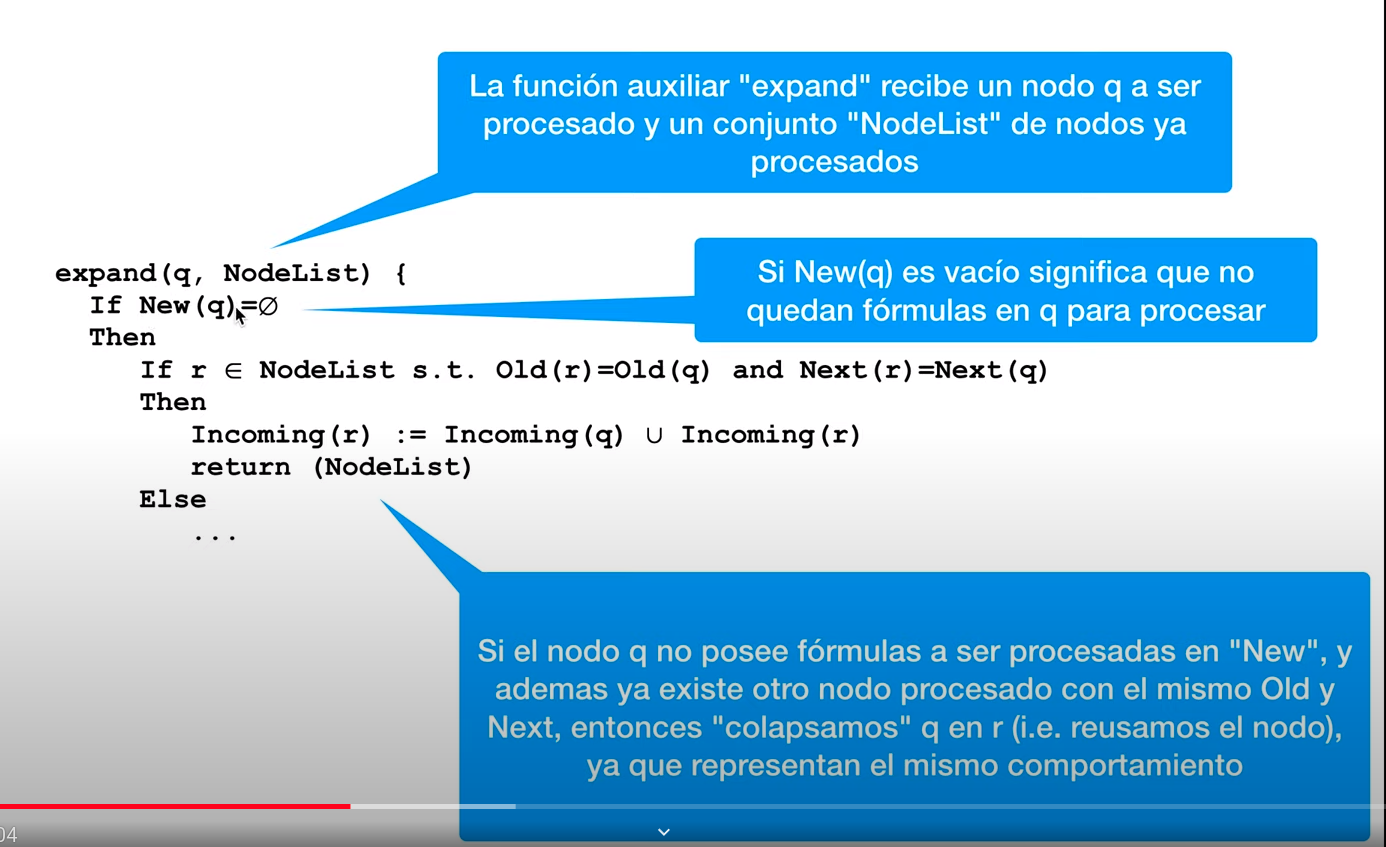 La función auxiliar "expand" recibe un nodo q a ser
procesado y un conjunto "NodeList" de nodos ya
procesados
expand(q, NodeList) {
If New(q)=∅
Si New(q) es vacío significa que no
quedan fórmulas en q para procesar
Then
If r ∈ NodeList s.t. Old(r)=Old(q) and Next(r)=Next(q)
Then
Incoming(r) := Incoming(q) ∪ Incoming(r)
return (NodeList)
Else
...
Si el nodo q no posee fórmulas a ser procesadas en "New", y
ademas ya existe otro nodo procesado con el mismo Old y
Next, entonces "colapsamos" q en r (i.e. reusamos el nodo),
ya que representan el mismo comportamiento
04